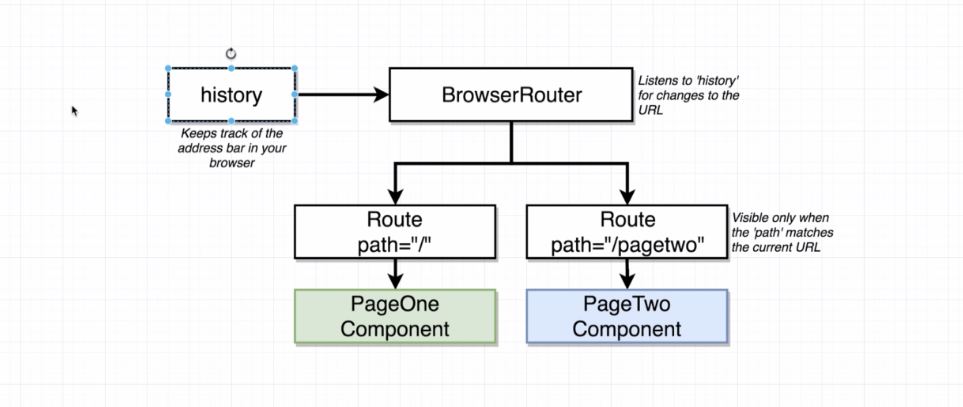 history
Keeps track of the
address bar in your
browser
BrowserRouter
Listens to 'history'
for changes to the
URL
Route
path="/"
Route
path="/pagetwo"
Visible only when
the 'path' matches
the current URL
PageOne
Component
PageTwo
Component